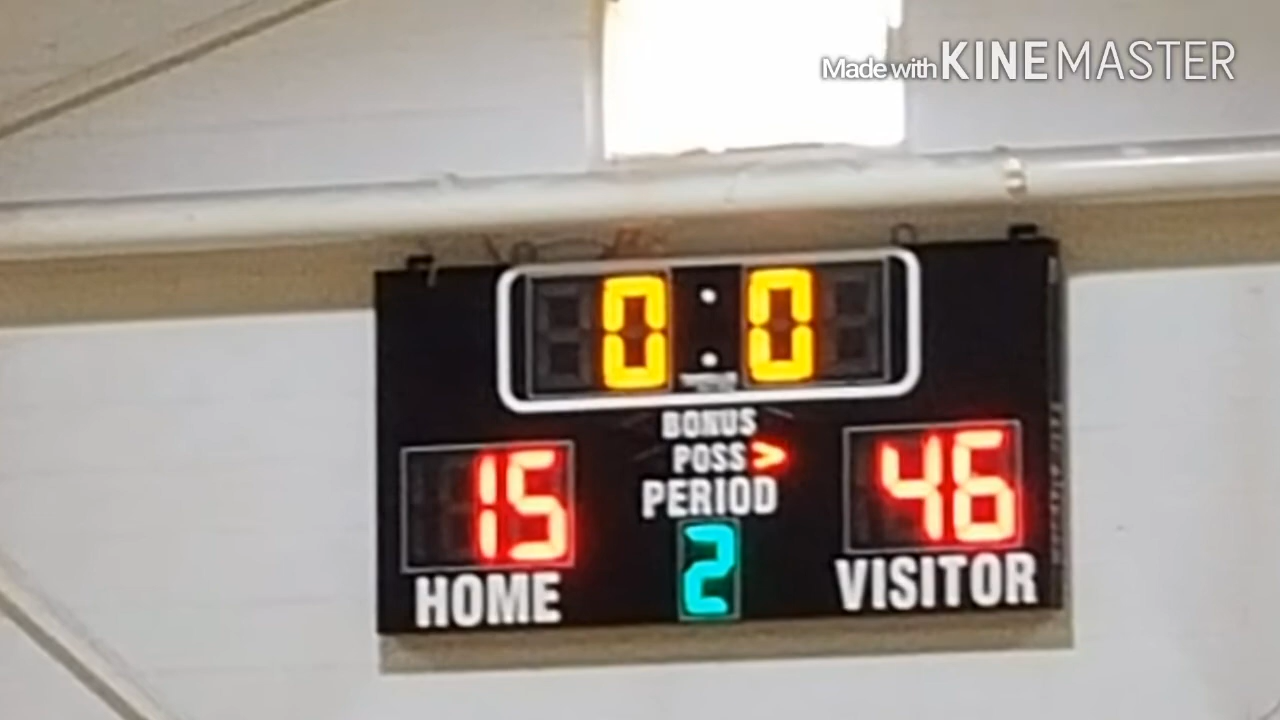 Made with KINEMASTER
0:0
BONUS
POSS >
PERIOD
15 2 46
HOME VISITOR